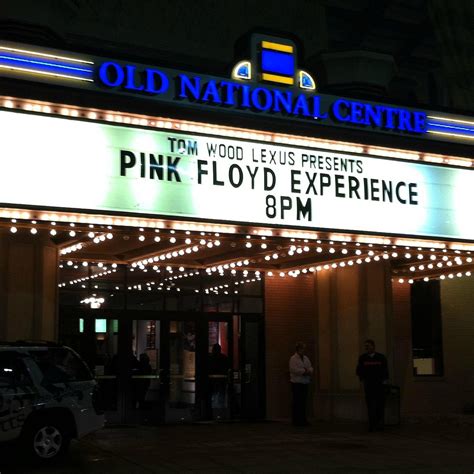 OLD NATIONAL CENTRE
TOM WOOD LEXUS PRESENTS
PINK FLOYD EXPERIENCE
8PM